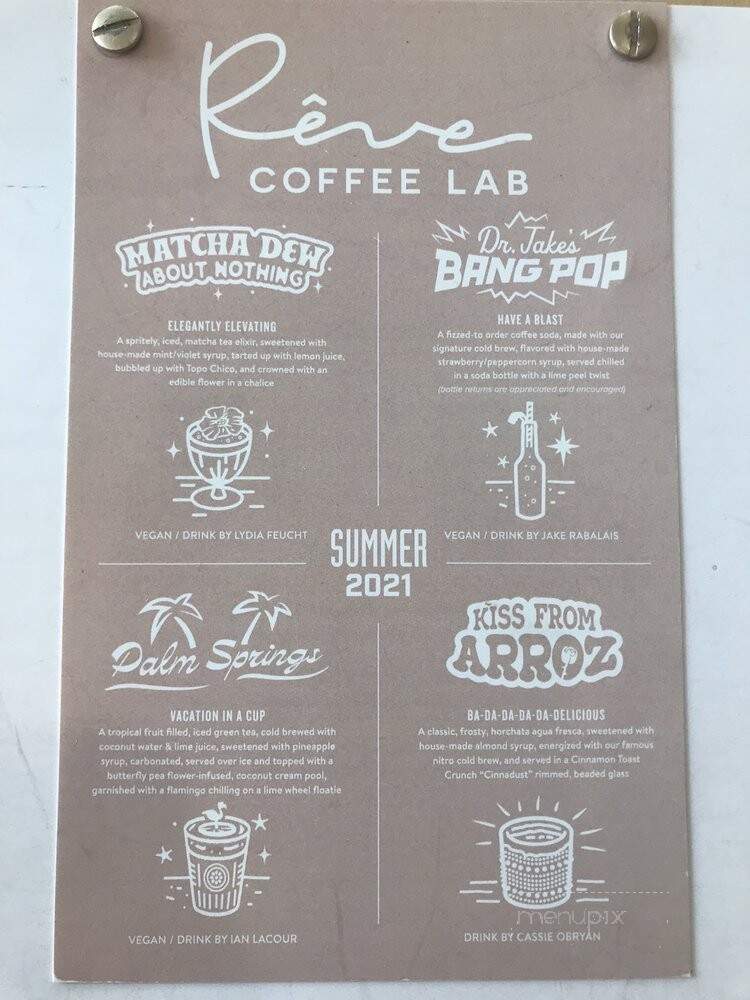 Rêve
COFFEE LAB
MATCHA DEW
ABOUT NOTHING
ELEGANTLY ELEVATING
A spritely, iced, matcha tea elixir, sweetened with
house-made mint/violet syrup, tarted up with lemon juice,
bubbled up with Topo Chico, and crowned with an
edible flower in a chalice
VEGAN / DRINK BY LYDIA FEUCHT
Dr. Jake's
BANG POP
HAVE A BLAST
A fizzed-to order coffee soda, made with our
signature cold brew, flavored with house-made
strawberry/peppercorn syrup, served chilled
in a soda bottle with a lime peel twist
(bottle returns are appreciated and encouraged)
VEGAN / DRINK BY JAKE RABALAIS
SUMMER
2021
Palm Springs
VACATION IN A CUP
A tropical fruit filled, iced green tea, cold brewed with
coconut water & lime juice, sweetened with pineapple
syrup, carbonated, served over ice and topped with a
butterfly pea flower-infused, coconut cream pool,
garnished with a flamingo chilling on a lime wheel floatie
VEGAN / DRINK BY IAN LACOUR
KISS FROM
ARROZ
BA-DA-DA-DA-DA-DELICIOUS
A classic, frosty, horchata agua fresca, sweetened with
house-made almond syrup, energized with our famous
nitro cold brew, and served in a Cinnamon Toast
Crunch "Cinnadust" rimmed, beaded glass
menupix
DRINK BY CASSIE OBRYAN